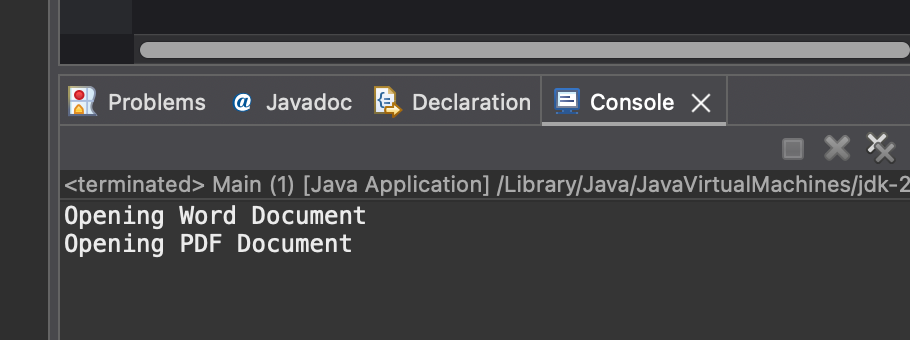 Problems @ Javadoc Declaration Console
<terminated> Main (1) [Java Application] /Library/Java/JavaVirtualMachines/jdk-2
Opening Word Document
Opening PDF Document